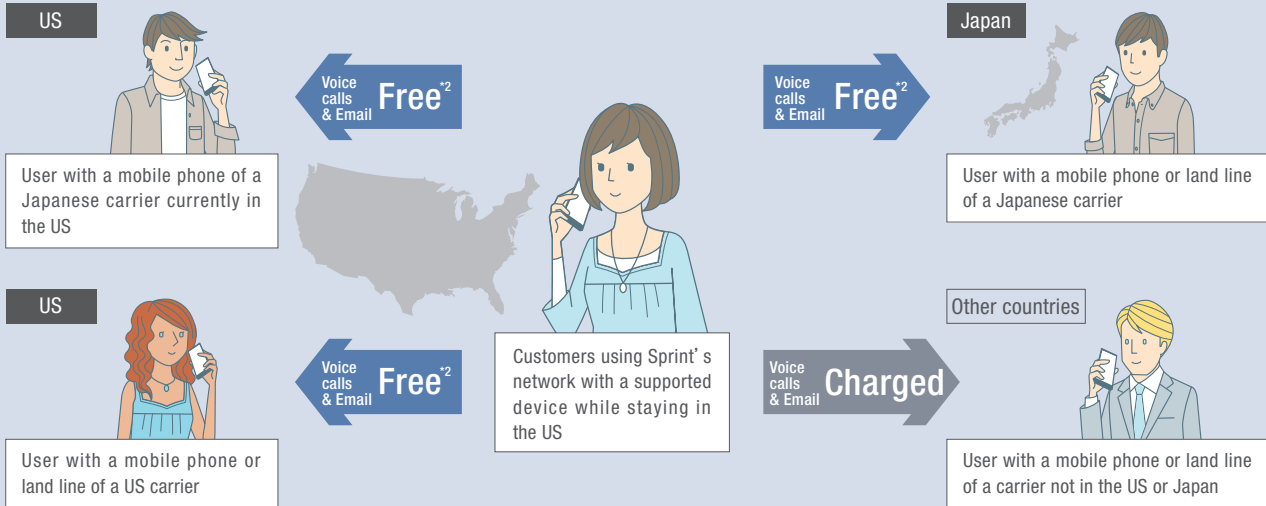 US
Voice
calls
& Email
Free*2
User with a mobile phone of a
Japanese carrier currently in
the US
Japan
Voice
calls
& Email
Free*2
User with a mobile phone or land line
of a Japanese carrier
US
Voice
calls
& Email
Free*2
User with a mobile phone or
land line of a US carrier
Customers using Sprint's
network with a supported
device while staying in
the US
Other countries
Voice
calls
& Email
Charged
User with a mobile phone or land line
of a carrier not in the US or Japan